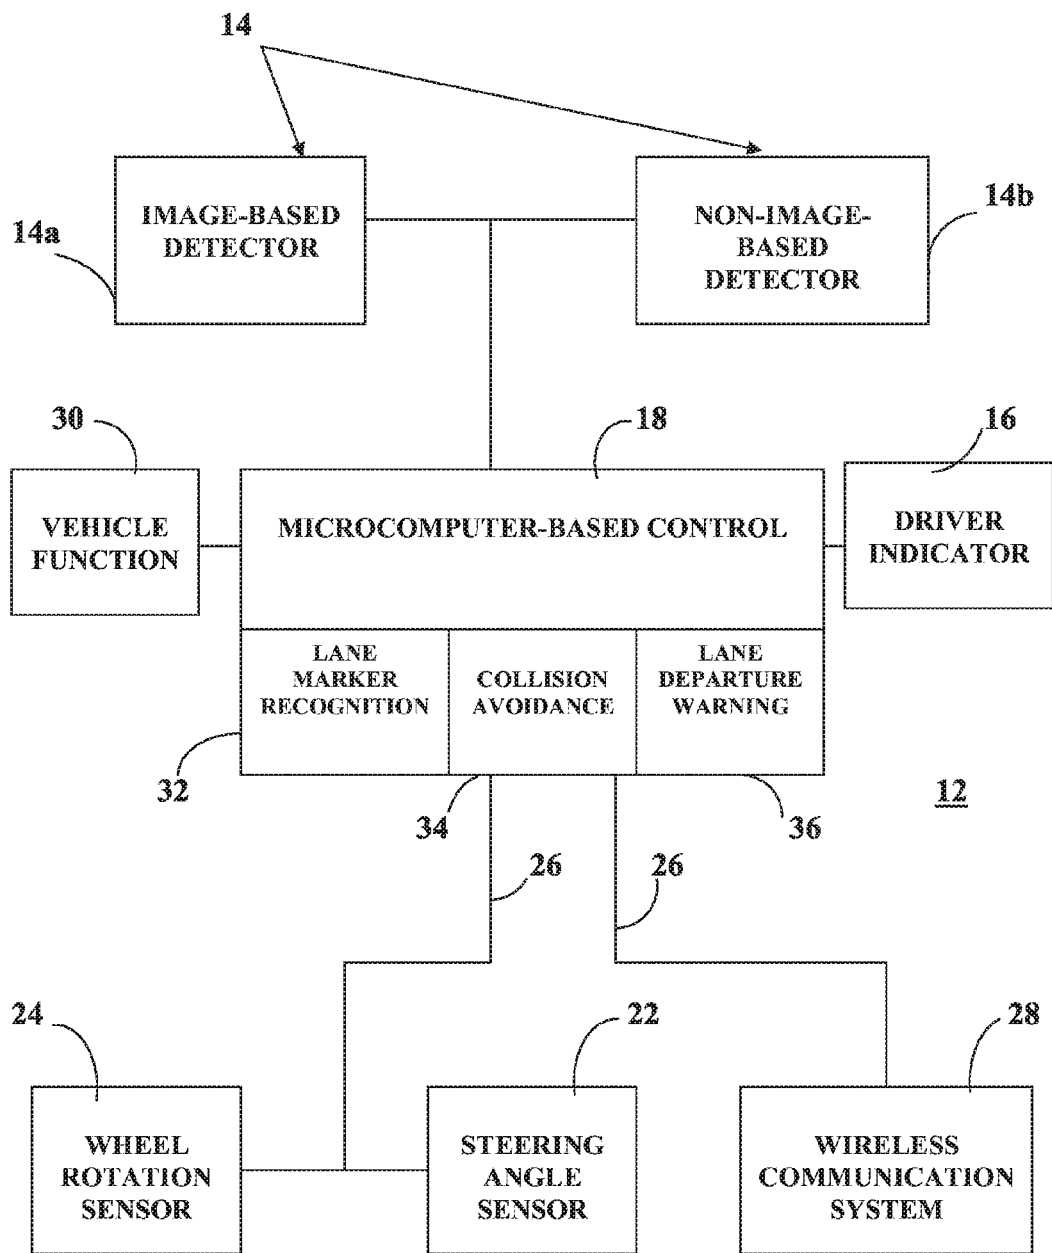 14
IMAGE-BASED
DETECTOR
NON-IMAGE-
BASED
DETECTOR
14a
14b
30
18
16
VEHICLE
FUNCTION
MICROCOMPUTER-BASED CONTROL
DRIVER
INDICATOR
LANE
MARKER
RECOGNITION
COLLISION
AVOIDANCE
LANE
DEPARTURE
WARNING
32
34
36
12
26
26
24
22
28
WHEEL
ROTATION
SENSOR
STEERING
ANGLE
SENSOR
WIRELESS
COMMUNICATION
SYSTEM